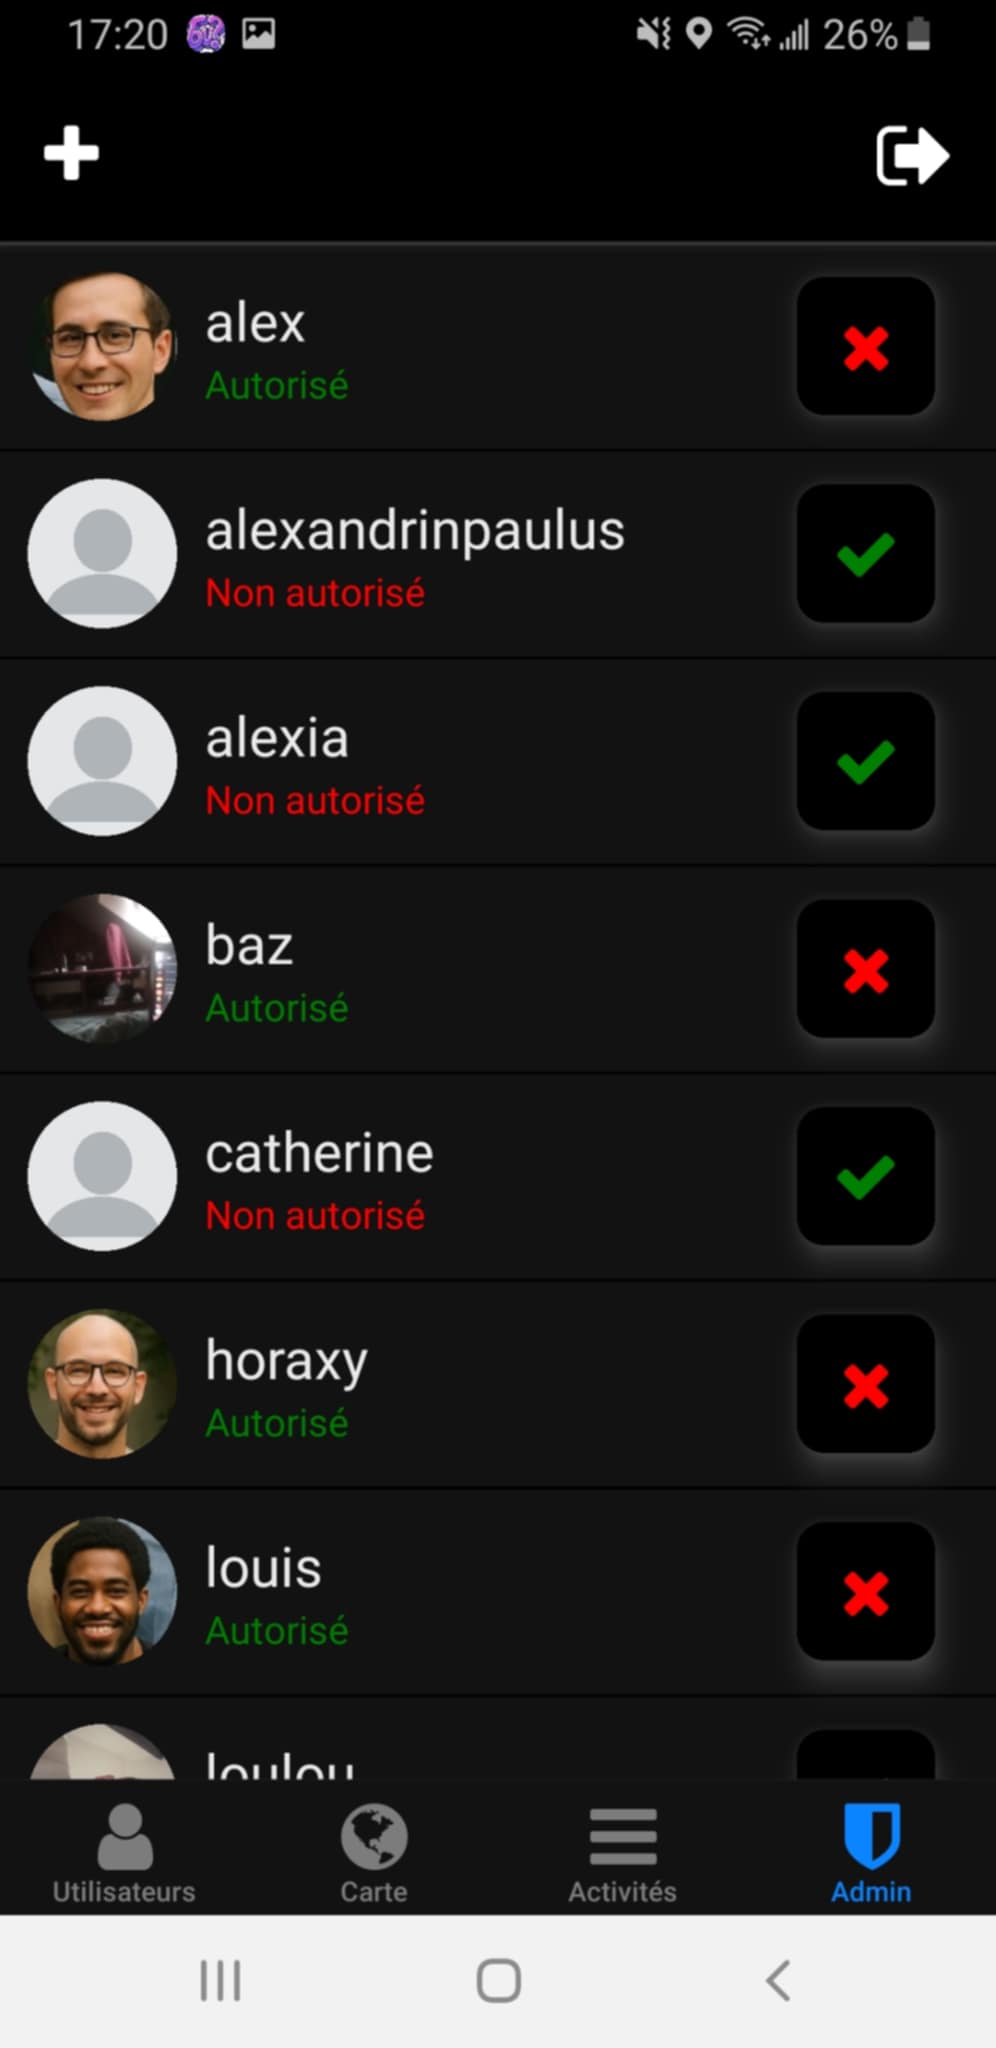 17:20
26%
alex
Autorisé
alexandrinpaulus
Non autorisé
alexia
Non autorisé
baz
Autorisé
catherine
Non autorisé
horaxy
Autorisé
louis
Autorisé
loulou
Utilisateurs
Carte
Activités
Admin